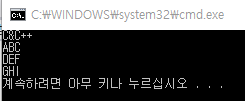 C:₩WINDOWS₩system32₩cmd.exe
C&C++
ABC
DEF
GHI
계속하려면 아무 키나 누르십시오 . . .